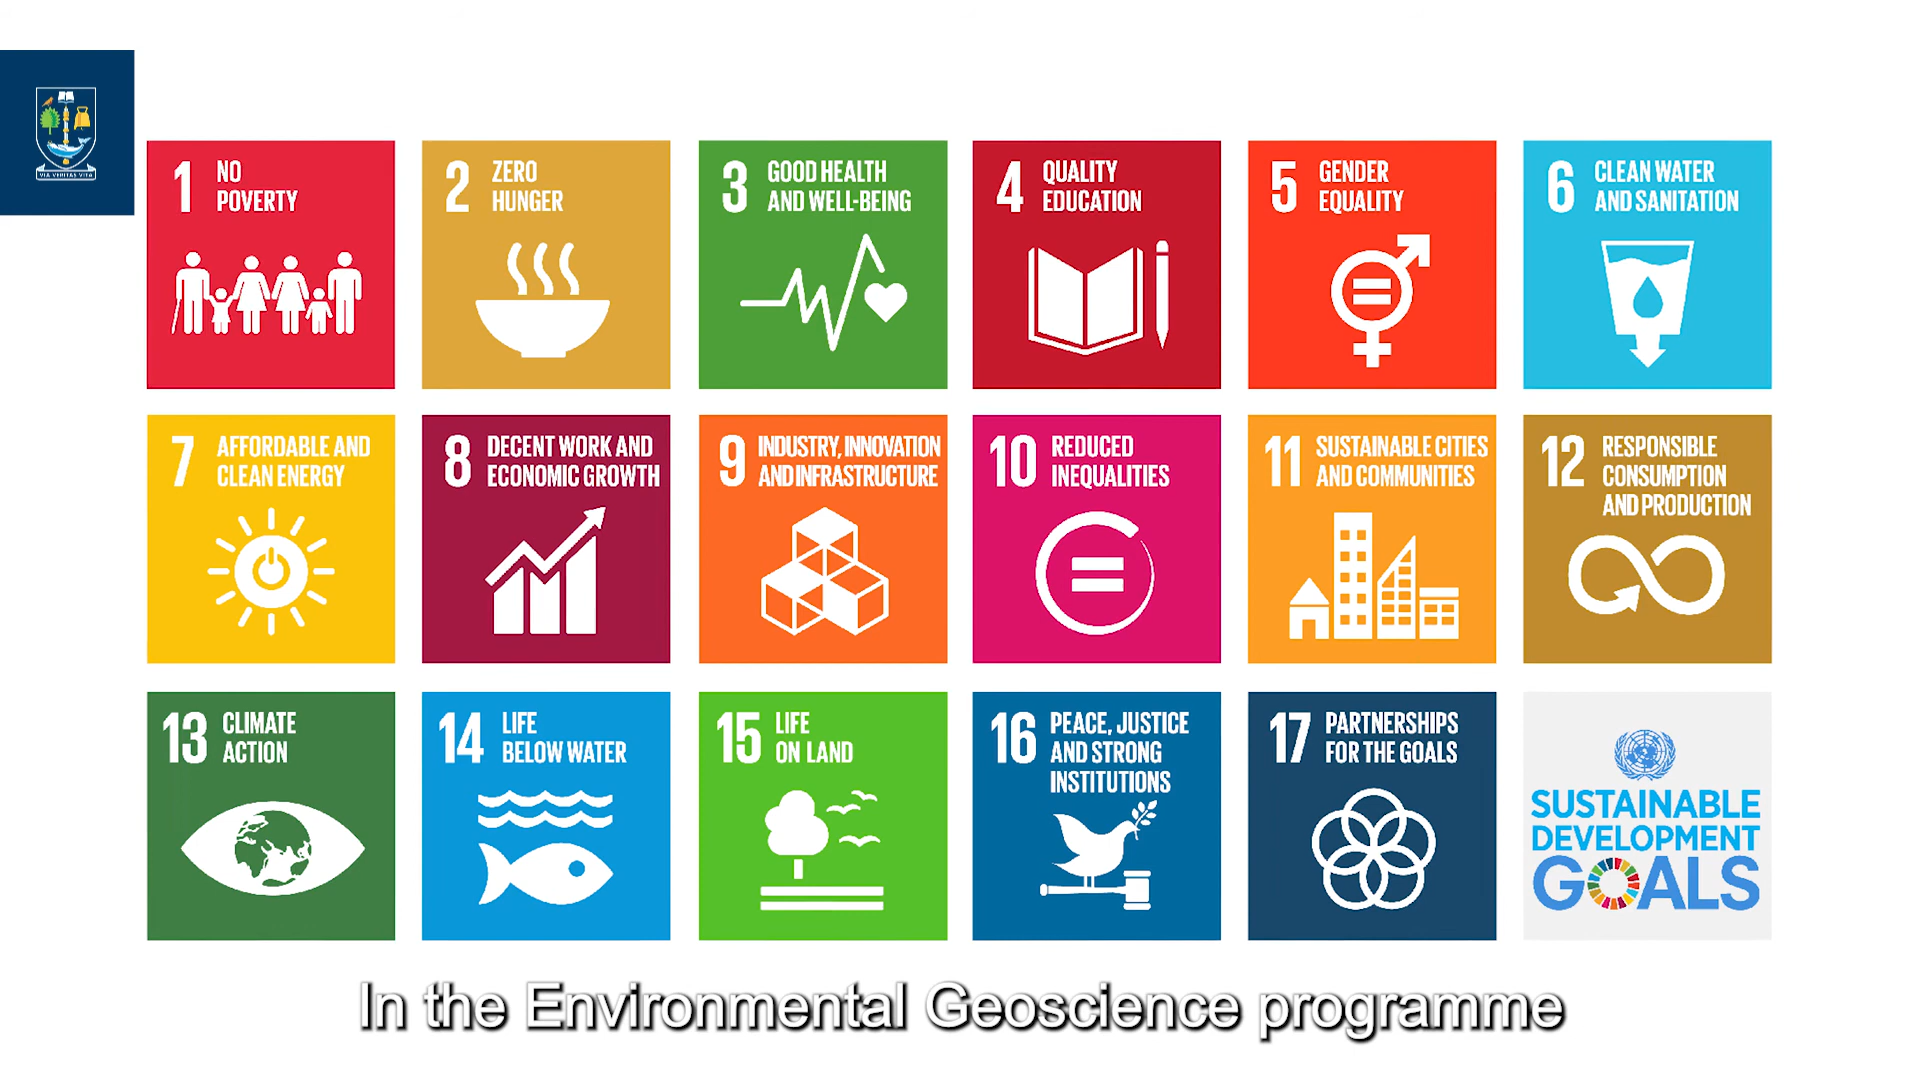 VIA VERITAS VITA
1 NO
POVERTY
2 ZERO
HUNGER
3 GOOD HEALTH
AND WELL-BEING
4 QUALITY
EDUCATION
5 GENDER
EQUALITY
6 CLEAN WATER
AND SANITATION
7 AFFORDABLE AND
CLEAN ENERGY
8 DECENT WORK AND
ECONOMIC GROWTH
9 INDUSTRY, INNOVATION
AND INFRASTRUCTURE
10 REDUCED
INEQUALITIES
11 SUSTAINABLE CITIES
AND COMMUNITIES
12 RESPONSIBLE
CONSUMPTION
AND PRODUCTION
13 CLIMATE
ACTION
14 LIFE
BELOW WATER
15 LIFE
ON LAND
16 PEACE, JUSTICE
AND STRONG
INSTITUTIONS
17 PARTNERSHIPS
FOR THE GOALS
SUSTAINABLE
DEVELOPMENT
GOALS
In the Environmental Geoscience programme